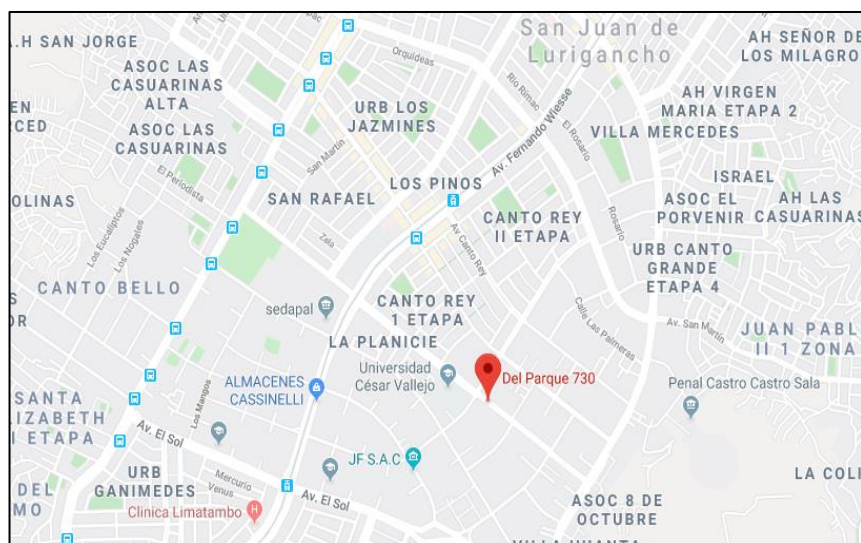 San Juan de
Lurigancho
A.H SAN JORGE
ASOC LAS
CASUARINAS
ALTA
ASOC LAS
CASUARINAS
Orquideas
URB LOS
JAZMINES
Rio Rimac
Av. Fernando Wiesse
El Rosario
AH SEÑOR DE
LOS MILAGRO
AH VIRGEN
MARIA ETAPA 2
VILLA MERCEDES
San Martin
El Periodista
SAN RAFAEL
LOS PINOS
ISRAEL
OLINAS
Los Eucaliptos
Los Nogales
Zela
Av Canto Rey
CANTO REY
II ETAPA
Rosario
ASOC EL
PORVENIR
AH LAS
CASUARINAS
URB CANTO
GRANDE
ETAPA 4
CANTO BELLO
sedapal
CANTO REY
1 ETAPA
LA PLANICIE
Calle Las Palmeras
Av. San Martín
JUAN PABL
II 1 ZONA
Universidad
César Vallejo
Del Parque 730
ALMACENES
CASSINELLI
Penal Castro Castro Sala
SANTA
LIZABETH
I ETAPA
Los Mangos
Av. El Sol
JF S.A.C
URB
GANIMEDES
Mercurio
Venus
Av. El Sol
Clinica Limatambo
LA COLI
ASOC 8 DE
OCTUBRE